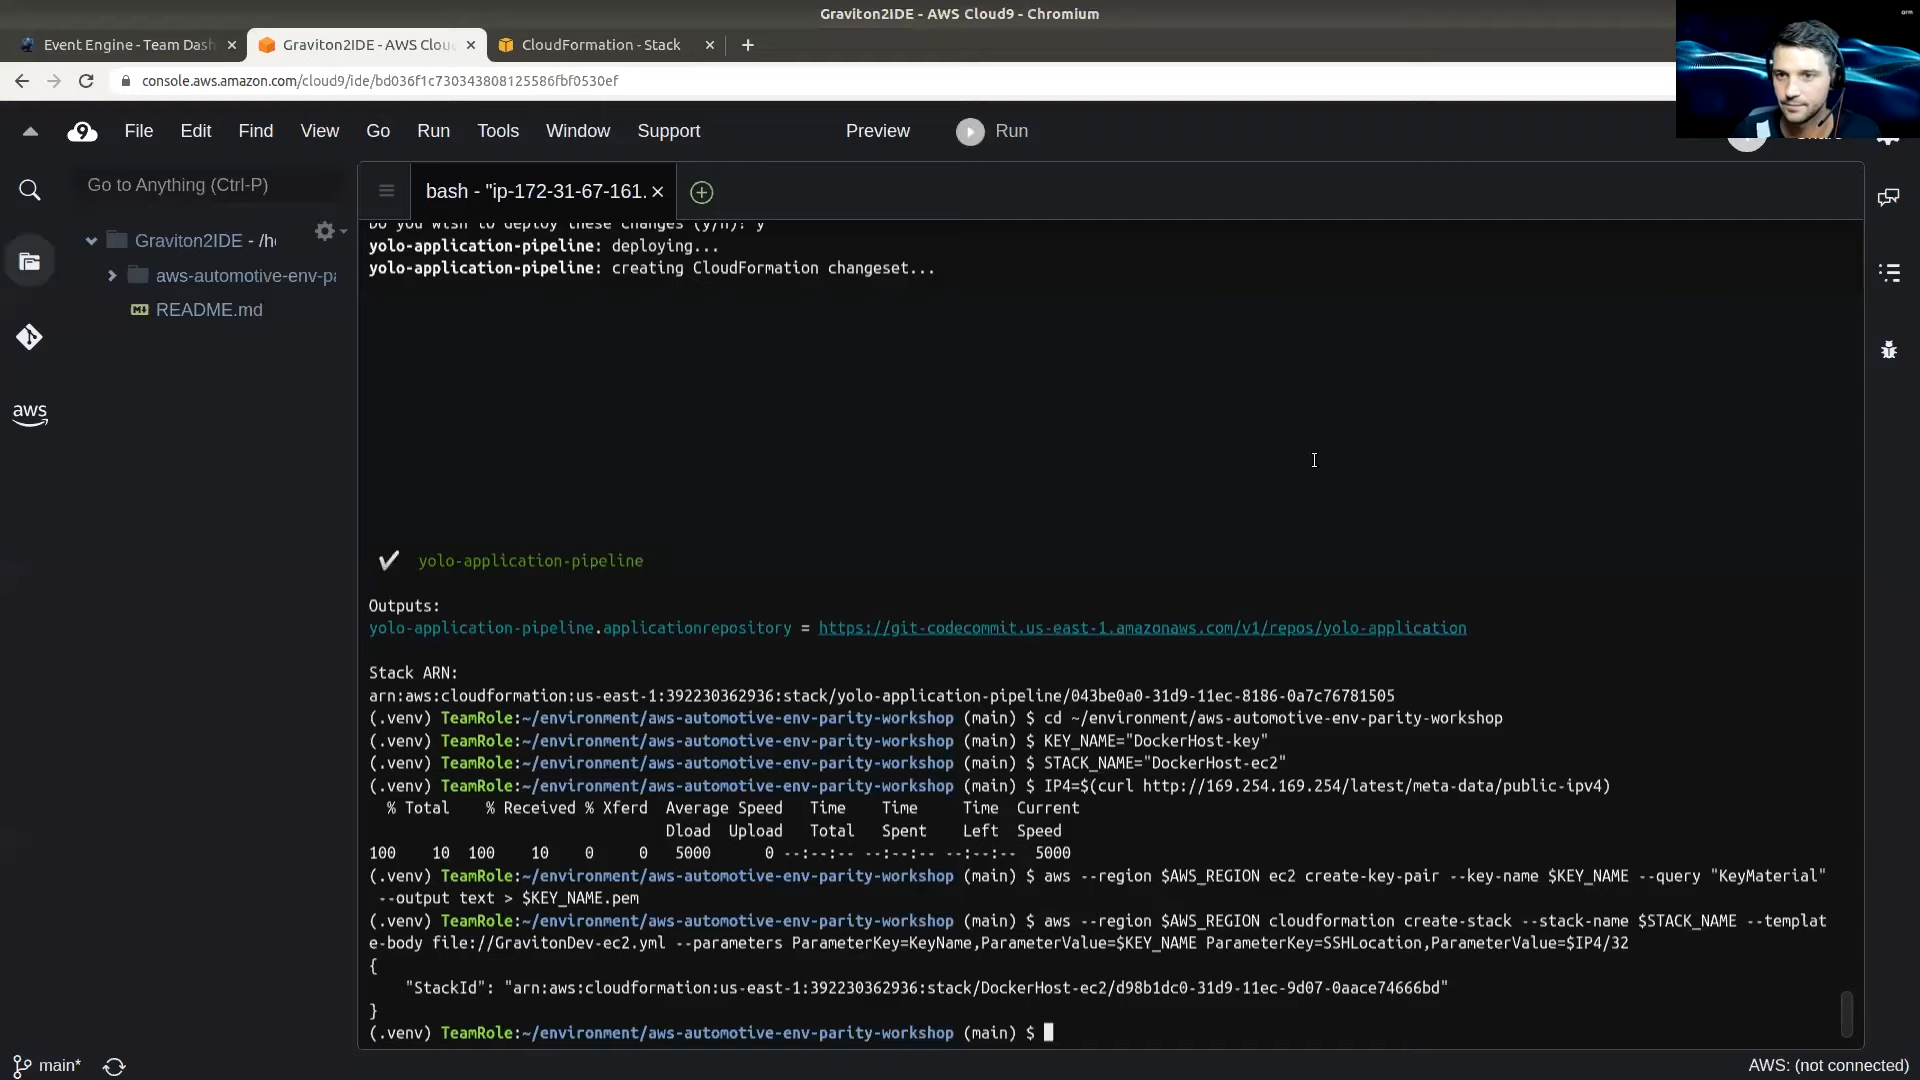 Graviton2IDE - AWS Cloud9 - Chromium
arm
Event Engine - Team Dash
Graviton2IDE - AWS Clou
CloudFormation - Stack
console.aws.amazon.com/cloud9/ide/bd036f1c730343808125586fbf0530ef
9 File Edit Find View Go Run Tools Window Support Preview Run
Go to Anything (Ctrl-P)
bash - "ip-172-31-67-161.
Graviton2IDE - /h
aws-automotive-env-pa
README.md
aws
Do you wish to deploy these changes (y/n)? y
yolo-application-pipeline: deploying...
yolo-application-pipeline: creating CloudFormation changeset...
✔ yolo-application-pipeline
Outputs:
yolo-application-pipeline.applicationrepository = https://git-codecommit.us-east-1.amazonaws.com/v1/repos/yolo-application
Stack ARN:
arn:aws:cloudformation:us-east-1:392230362936:stack/yolo-application-pipeline/043be0a0-31d9-11ec-8186-0a7c76781505
(.venv) TeamRole:~/environment/aws-automotive-env-parity-workshop (main) $ cd ~/environment/aws-automotive-env-parity-workshop
(.venv) TeamRole:~/environment/aws-automotive-env-parity-workshop (main) $ KEY_NAME="DockerHost-key"
(.venv) TeamRole:~/environment/aws-automotive-env-parity-workshop (main) $ STACK_NAME="DockerHost-ec2"
(.venv) TeamRole:~/environment/aws-automotive-env-parity-workshop (main) $ IP4=$(curl http://169.254.169.254/latest/meta-data/public-ipv4)
% Total % Received % Xferd Average Speed Time Time Time Current
Dload Upload Total Spent Left Speed
100 10 100 10 0 0 5000 0 --:--:-- --:--:-- --:--:-- 5000
(.venv) TeamRole:~/environment/aws-automotive-env-parity-workshop (main) $ aws --region $AWS_REGION ec2 create-key-pair --key-name $KEY_NAME --query "KeyMaterial"
--output text > $KEY_NAME.pem
(.venv) TeamRole:~/environment/aws-automotive-env-parity-workshop (main) $ aws --region $AWS_REGION cloudformation create-stack --stack-name $STACK_NAME --templat
e-body file://GravitonDev-ec2.yml --parameters ParameterKey=KeyName,ParameterValue=$KEY_NAME ParameterKey=SSHLocation,ParameterValue=$IP4/32
{
"StackId": "arn:aws:cloudformation:us-east-1:392230362936:stack/DockerHost-ec2/d98b1dc0-31d9-11ec-9d07-0aace74666bd"
}
(.venv) TeamRole:~/environment/aws-automotive-env-parity-workshop (main) $
main* AWS: (not connected)